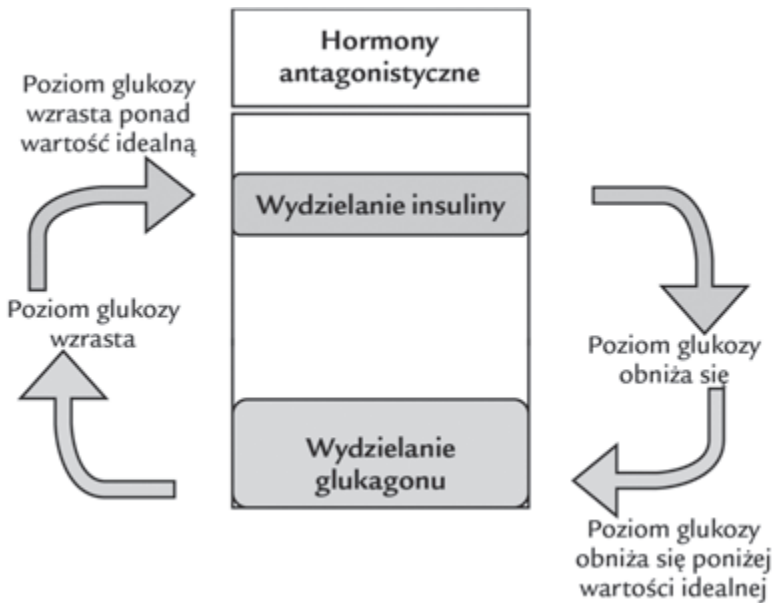 Hormony
antagonistyczne
Poziom glukozy
wzrasta ponad
wartość idealną
Wydzielanie insuliny
Poziom glukozy
wzrasta
Poziom glukozy
obniża się
Wydzielanie
glukagonu
Poziom glukozy
obniża się poniżej
wartości idealnej